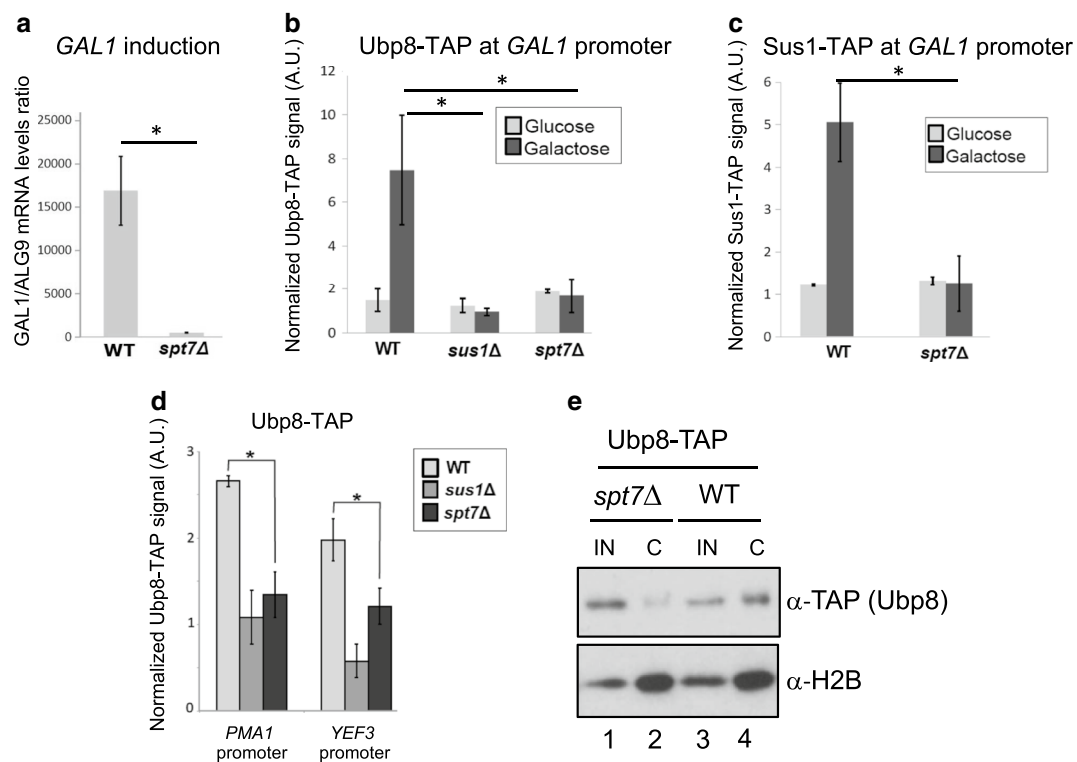 a
GAL1 induction
GAL1/ALG9 mRNA levels ratio
25000
20000
15000
10000
5000
0
*
WT
spt7Δ
b
Ubp8-TAP at GAL1 promoter
Normalized Ubp8-TAP signal (A.U.)
12
10
8
6
4
2
0
*
*
Glucose
Galactose
WT
sus1Δ
spt7Δ
c
Sus1-TAP at GAL1 promoter
Normalized Sus1-TAP signal (A.U.)
6
5
4
3
2
1
0
*
Glucose
Galactose
WT
spt7Δ
d
Ubp8-TAP
Normalized Ubp8-TAP signal (A.U.)
3
2
1
0
*
*
WT
sus1Δ
spt7Δ
PMA1
promoter
YEF3
promoter
e
Ubp8-TAP
spt7Δ WT
IN C IN C
α-TAP (Ubp8)
α-H2B
1 2 3 4